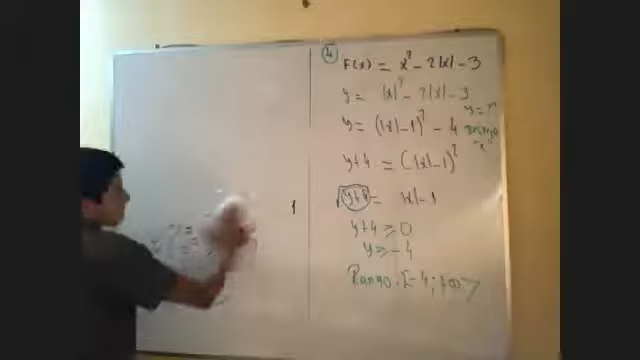 4
F(x) = x² - 2|x| - 3
y = |x|² - 2|x| - 3
y = (|x| - 1)² - 4
y = ??
"x"
y+4 = (|x| - 1)²
√y+4 = |x| - 1
y+4 ≥ 0
y ≥ -4
Rango: [-4; +∞>